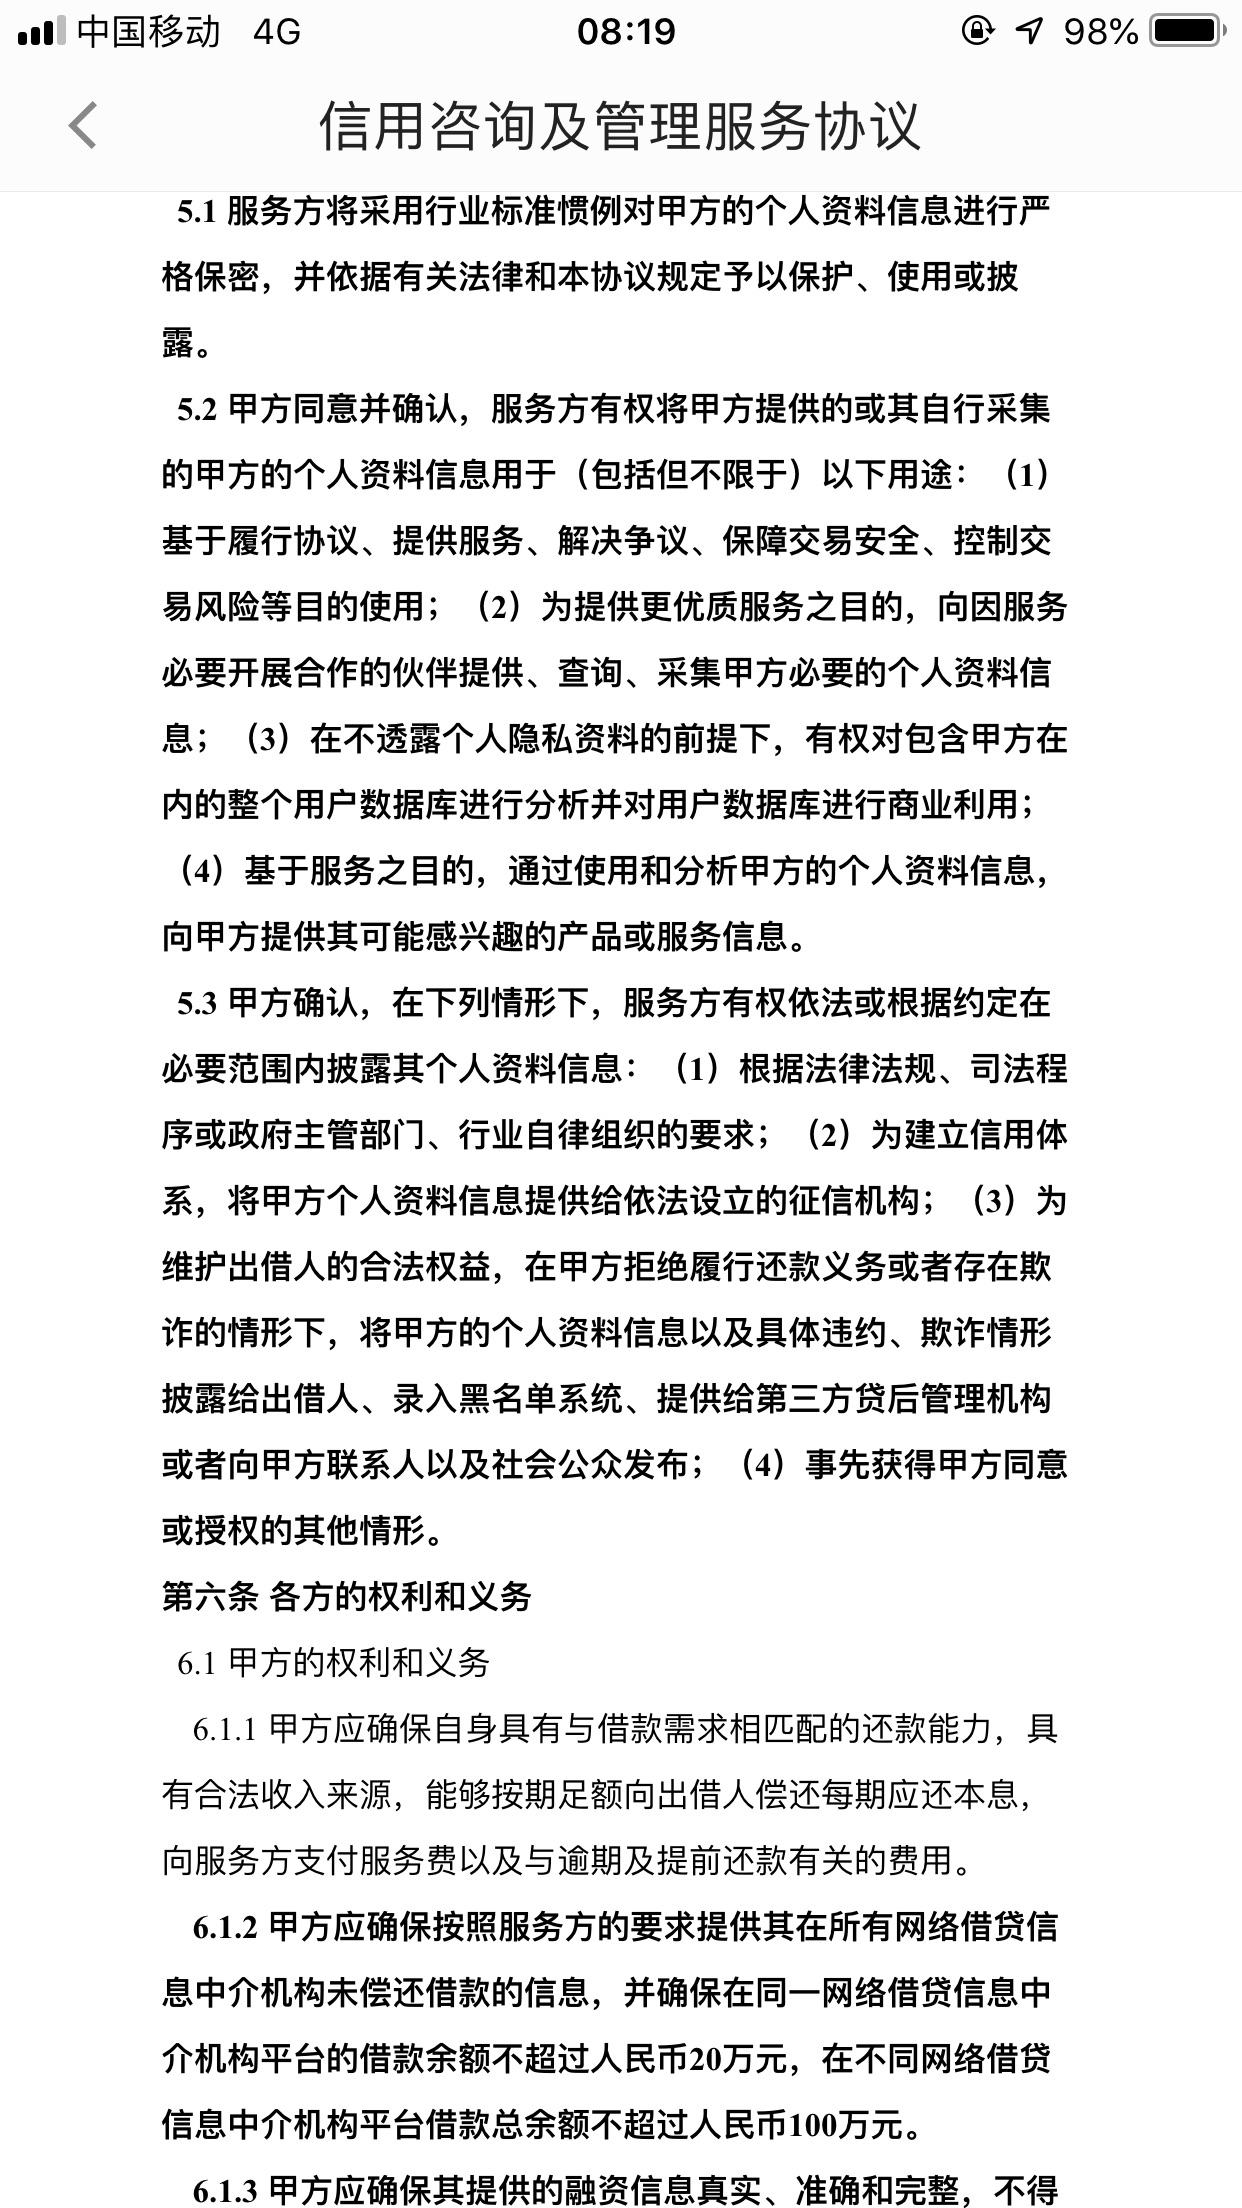 中国移动 4G 08:19 98%
信用咨询及管理服务协议
5.1 服务方将采用行业标准惯例对甲方的个人资料信息进行严
格保密，并依据有关法律和本协议规定予以保护、使用或披
露。
5.2 甲方同意并确认，服务方有权将甲方提供的或其自行采集
的甲方的个人资料信息用于（包括但不限于）以下用途：（1）
基于履行协议、提供服务、解决争议、保障交易安全、控制交
易风险等目的使用；（2）为提供更优质服务之目的，向因服务
必要开展合作的伙伴提供、查询、采集甲方必要的个人资料信
息；（3）在不透露个人隐私资料的前提下，有权对包含甲方在
内的整个用户数据库进行分析并对用户数据库进行商业利用；
（4）基于服务之目的，通过使用和分析甲方的个人资料信息，
向甲方提供其可能感兴趣的产品或服务信息。
5.3 甲方确认，在下列情形下，服务方有权依法或根据约定在
必要范围内披露其个人资料信息：（1）根据法律法规、司法程
序或政府主管部门、行业自律组织的要求；（2）为建立信用体
系，将甲方个人资料信息提供给依法设立的征信机构；（3）为
维护出借人的合法权益，在甲方拒绝履行还款义务或者存在欺
诈的情形下，将甲方的个人资料信息以及具体违约、欺诈情形
披露给出借人、录入黑名单系统、提供给第三方贷后管理机构
或者向甲方联系人以及社会公众发布；（4）事先获得甲方同意
或授权的其他情形。
第六条 各方的权利和义务
6.1 甲方的权利和义务
6.1.1 甲方应确保自身具有与借款需求相匹配的还款能力，具
有合法收入来源，能够按期足额向出借人偿还每期应还本息，
向服务方支付服务费以及与逾期及提前还款有关的费用。
6.1.2 甲方应确保按照服务方的要求提供其在所有网络借贷信
息中介机构未偿还借款的信息，并确保在同一网络借贷信息中
介机构平台的借款余额不超过人民币20万元，在不同网络借贷
信息中介机构平台借款总余额不超过人民币100万元。
6.1.3 甲方应确保其提供的融资信息真实、准确和完整，不得